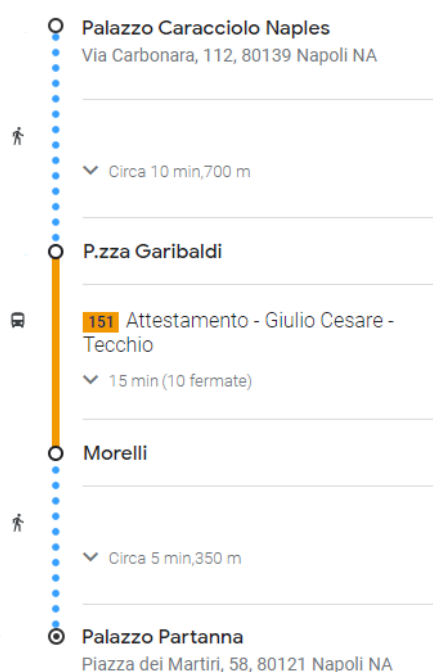 Palazzo Caracciolo Naples
Via Carbonara, 112, 80139 Napoli NA
Circa 10 min,700 m
P.zza Garibaldi
151 Attestamento - Giulio Cesare -
Tecchio
15 min (10 fermate)
Morelli
Circa 5 min,350 m
Palazzo Partanna
Piazza dei Martiri, 58, 80121 Napoli NA